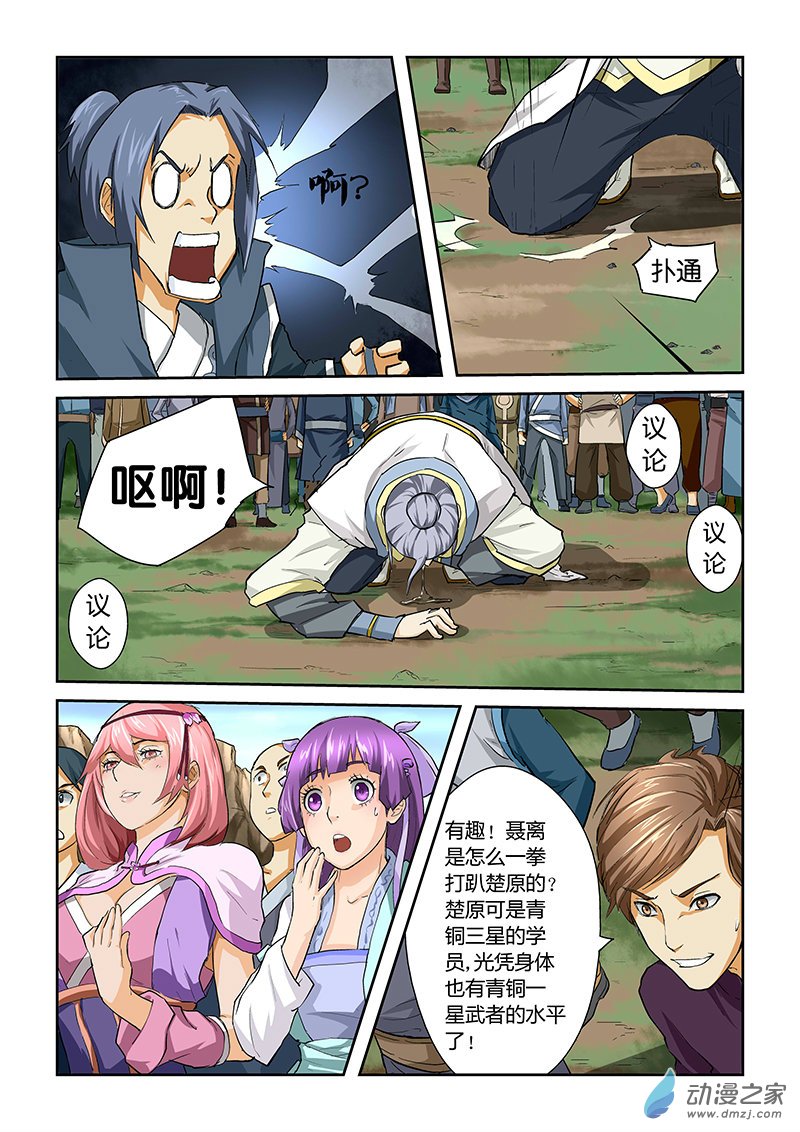 啊？
扑通
呕啊！
议论
议论
议论
有趣！聂离
是怎么一拳
打趴楚原的？
楚原可是青
铜三星的学
员,光凭身体
也有青铜一
星武者的水平
了！
动漫之家
www.dmzj.com